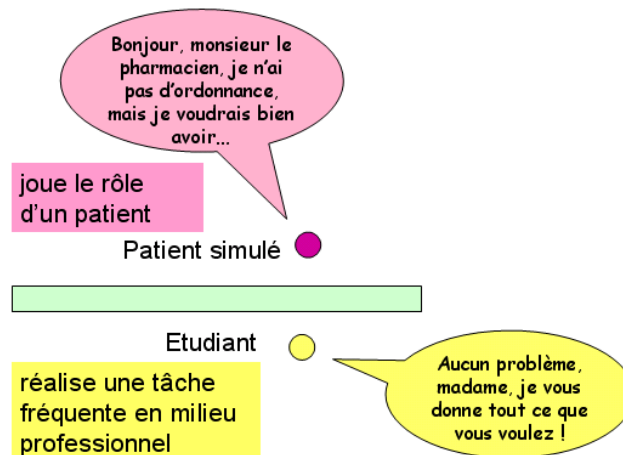 Bonjour, monsieur le
pharmacien, je n'ai
pas d'ordonnance,
mais je voudrais bien
avoir...
joue le rôle
d'un patient
Patient simulé
Etudiant
réalise une tâche
fréquente en milieu
professionnel
Aucun problème,
madame, je vous
donne tout ce que
vous voulez !